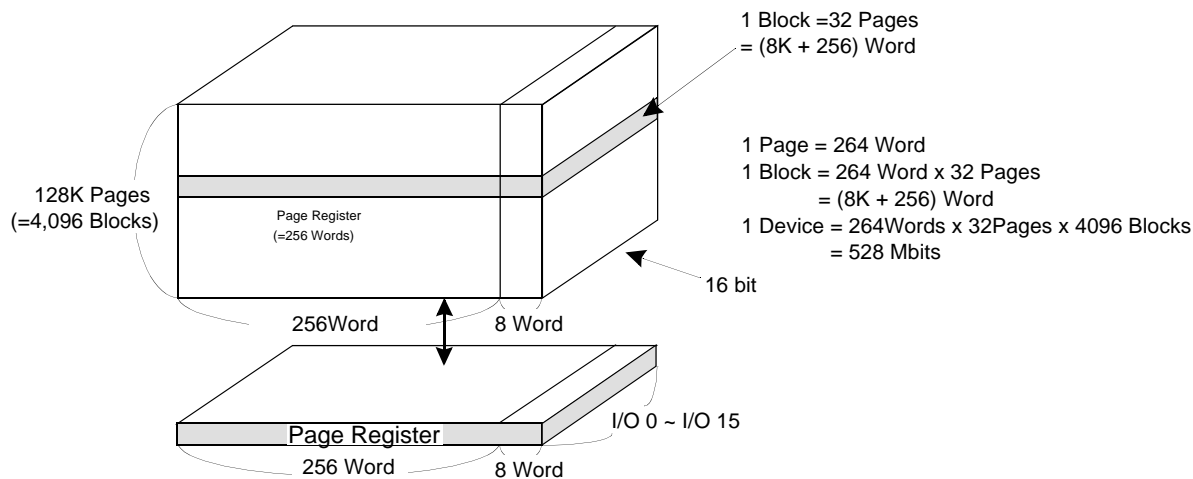 1 Block =32 Pages
= (8K + 256) Word
1 Page = 264 Word
1 Block = 264 Word x 32 Pages
= (8K + 256) Word
1 Device = 264Words x 32Pages x 4096 Blocks
= 528 Mbits
128K Pages
(=4,096 Blocks)
Page Register
(=256 Words)
16 bit
256Word
8 Word
I/O 0 ~ I/O 15
Page Register
256 Word
8 Word